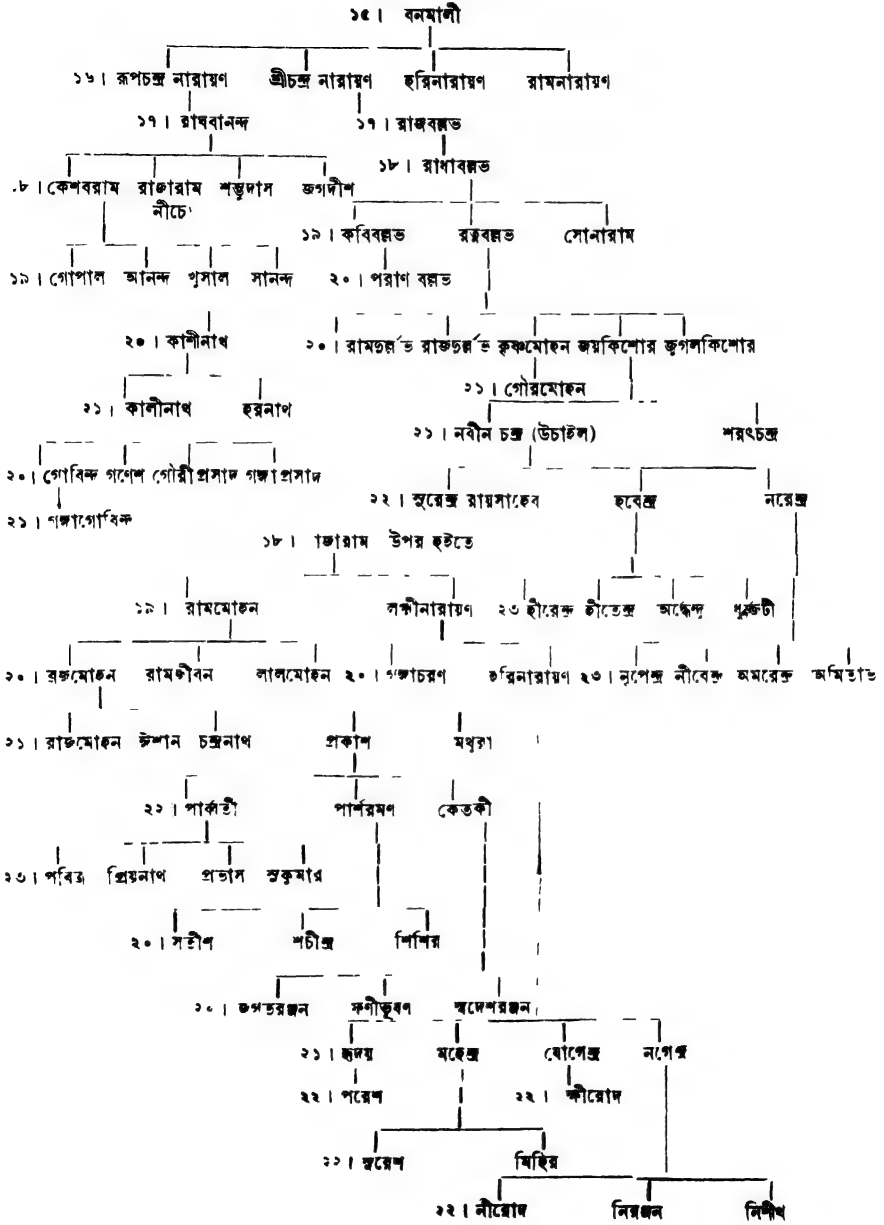 ১৫। বনমালী
১৬। রূপচন্দ্র নারায়ণ শ্রীচন্দ্র নারায়ণ হরিনারায়ণ রামনারায়ণ
১৭। রাঘবানন্দ ১৭। রাজবল্লভ
১৮। রাধাবল্লভ
৮। কেশবরাম রাজারাম শম্ভুদাস জগদীশ
নীচে
১৯। কবিবল্লভ রত্নবল্লভ সোনারাম
১৯। গোপাল আনন্দ খুসাল সানন্দ ২০। পরাণ বল্লভ
২০। কাশীনাথ ২০। রামদুর্ল্লভ রাজদুর্ল্লভ কৃষ্ণমোহন জয়কিশোর জুগলকিশোর
২১। গৌরমোহন
২১। কালীনাথ হরনাথ
২১। নবীন চন্দ্র (উচাইল) শরৎচন্দ্র
২০। গোবিন্দ গণেশ গৌরীপ্রসাদ গঙ্গাপ্রসাদ
২২। সুরেন্দ্র রায়সাহেব হরেন্দ্র নরেন্দ্র
২১। গঙ্গাগোবিন্দ
১৮। রাজারাম উপর হইতে
১৯। রামমোহন লক্ষ্মীনারায়ণ ২৩ হীরেন্দ্র হীতেন্দ্র অর্দ্ধেন্দু ধূর্জ্জটী
২০। ব্রজমোহন রামজীবন লালমোহন ২০। গঙ্গাচরণ হরিনারায়ণ ২৩। নৃপেন্দ্র নীরেন্দ্র অমরেন্দ্র অমিতাভ
২১। রাজমোহন ঈশান চন্দ্রনাথ প্রকাশ মথুরা
২২। পার্ব্বতী পার্শরমণ কেতকী
২৩। পবিত্র প্রিয়নাথ প্রভাস সুকুমার
২০। সতীশ শচীন্দ্র শিশির
২০। জগতরঞ্জন ফণীভূষণ স্বদেশরঞ্জন
২১। হৃদয় মহেন্দ্র যোগেন্দ্র নগেন্দ্র
২২। পরেশ ২২। ক্ষীরোদ
২২। সুরেশ মিহির
২২। নীরোদ নিরঞ্জন নিশীথ